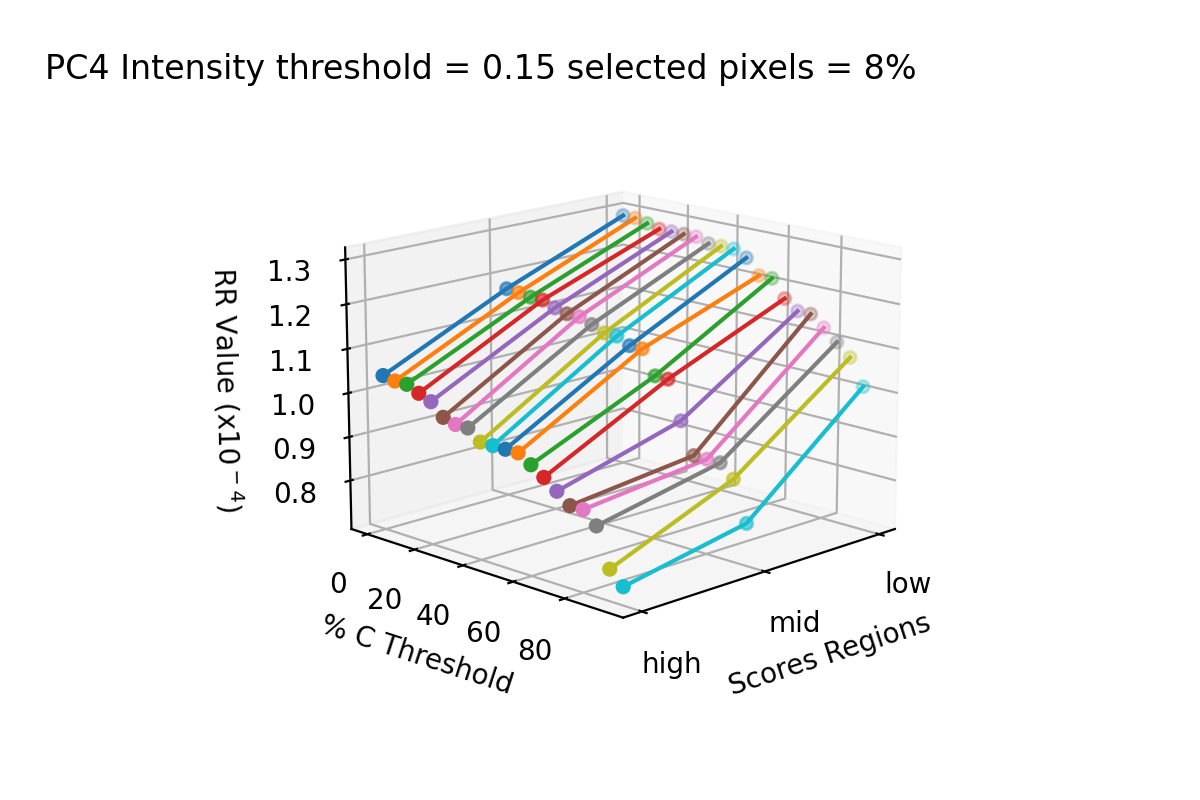 PC4 Intensity threshold = 0.15 selected pixels = 8%
1.3
1.2
1.1
1.0
0.9
0.8
RR Value (x10⁻⁴)
0
20
40
60
80
% C Threshold
high
mid
low
Scores Regions